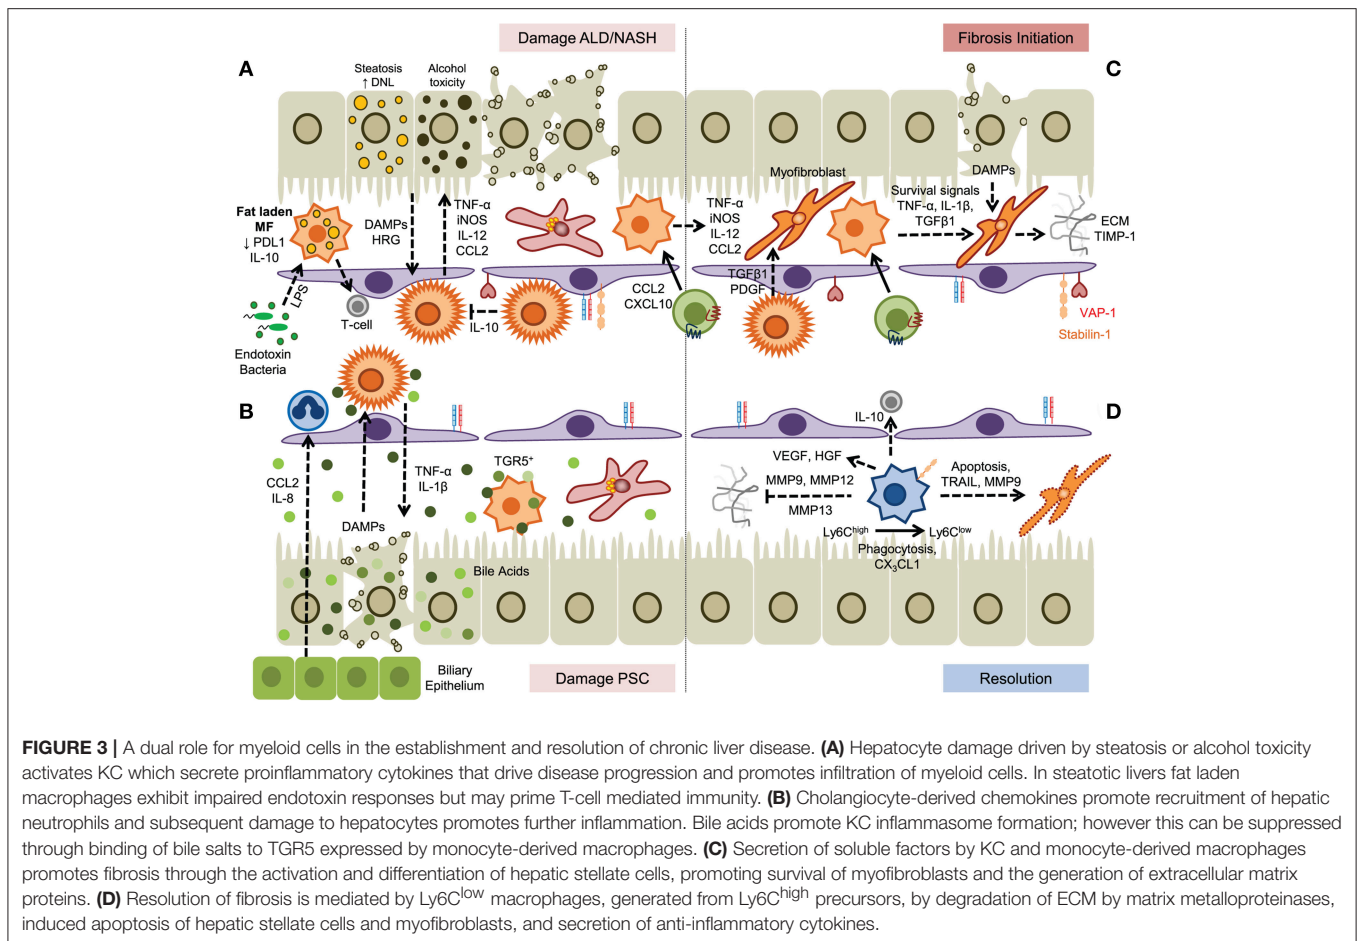 Damage ALD/NASH
Fibrosis Initiation
A
C
Steatosis
↑ DNL
Alcohol
toxicity
Fat laden
MF
↓ PDL1
IL-10
DAMPs
HRG
TNF-α
iNOS
IL-12
CCL2
LPS
T-cell
IL-10
Endotoxin
Bacteria
CCL2
CXCL10
TNF-α
iNOS
IL-12
CCL2
Myofibroblast
TGFβ1
PDGF
Survival signals
TNF-α, IL-1β,
TGFβ1
DAMPs
ECM
TIMP-1
VAP-1
Stabilin-1
B
D
CCL2
IL-8
DAMPs
TNF-α
IL-1β
TGR5⁺
Bile Acids
Biliary
Epithelium
Damage PSC
IL-10
VEGF, HGF
MMP9, MMP12
MMP13
Apoptosis,
TRAIL, MMP9
Ly6Cʰⁱᵍʰ
Ly6Cˡᵒʷ
Phagocytosis,
CX₃CL1
Resolution
FIGURE 3 | A dual role for myeloid cells in the establishment and resolution of chronic liver disease. (A) Hepatocyte damage driven by steatosis or alcohol toxicity
activates KC which secrete proinflammatory cytokines that drive disease progression and promotes infiltration of myeloid cells. In steatotic livers fat laden
macrophages exhibit impaired endotoxin responses but may prime T-cell mediated immunity. (B) Cholangiocyte-derived chemokines promote recruitment of hepatic
neutrophils and subsequent damage to hepatocytes promotes further inflammation. Bile acids promote KC inflammasome formation; however this can be suppressed
through binding of bile salts to TGR5 expressed by monocyte-derived macrophages. (C) Secretion of soluble factors by KC and monocyte-derived macrophages
promotes fibrosis through the activation and differentiation of hepatic stellate cells, promoting survival of myofibroblasts and the generation of extracellular matrix
proteins. (D) Resolution of fibrosis is mediated by Ly6Cˡᵒʷ macrophages, generated from Ly6Cʰⁱᵍʰ precursors, by degradation of ECM by matrix metalloproteinases,
induced apoptosis of hepatic stellate cells and myofibroblasts, and secretion of anti-inflammatory cytokines.